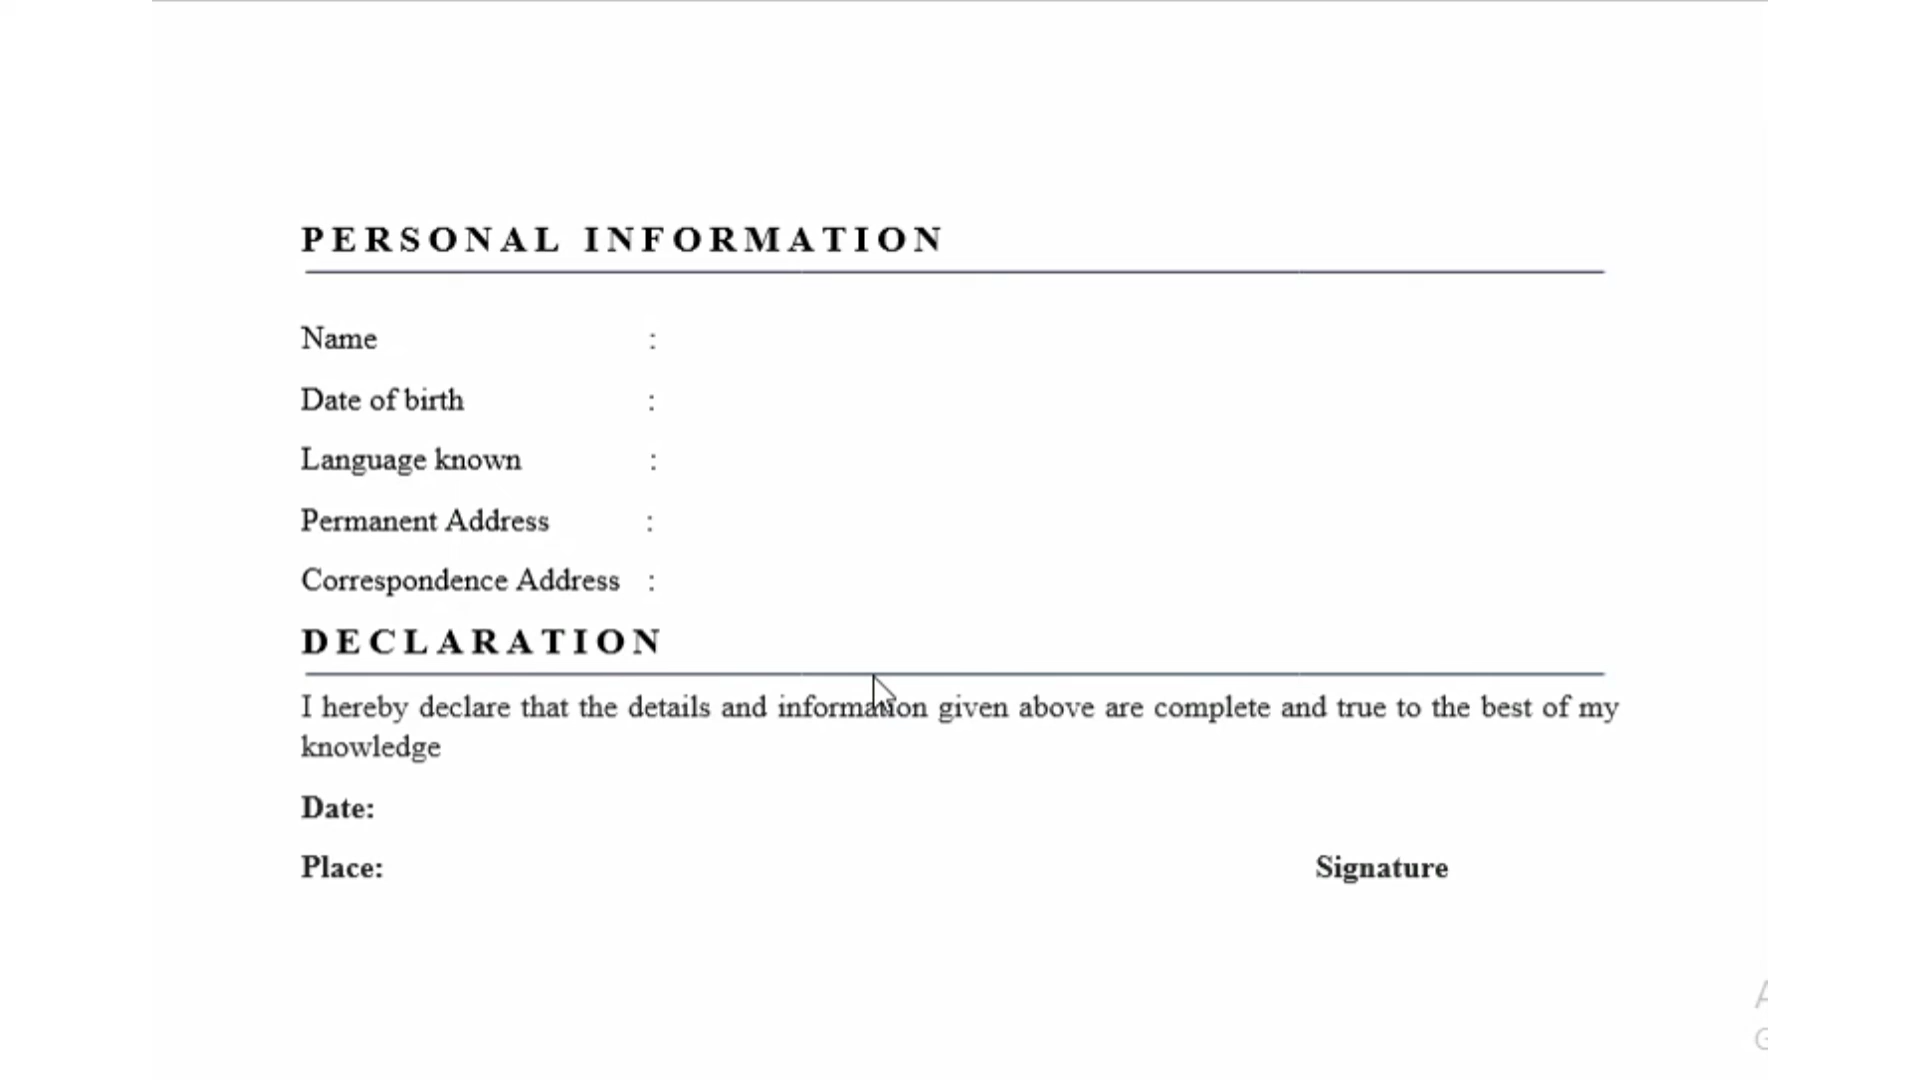 PERSONAL INFORMATION
Name :
Date of birth :
Language known :
Permanent Address :
Correspondence Address :
DECLARATION
I hereby declare that the details and information given above are complete and true to the best of my
knowledge
Date:
Place: Signature